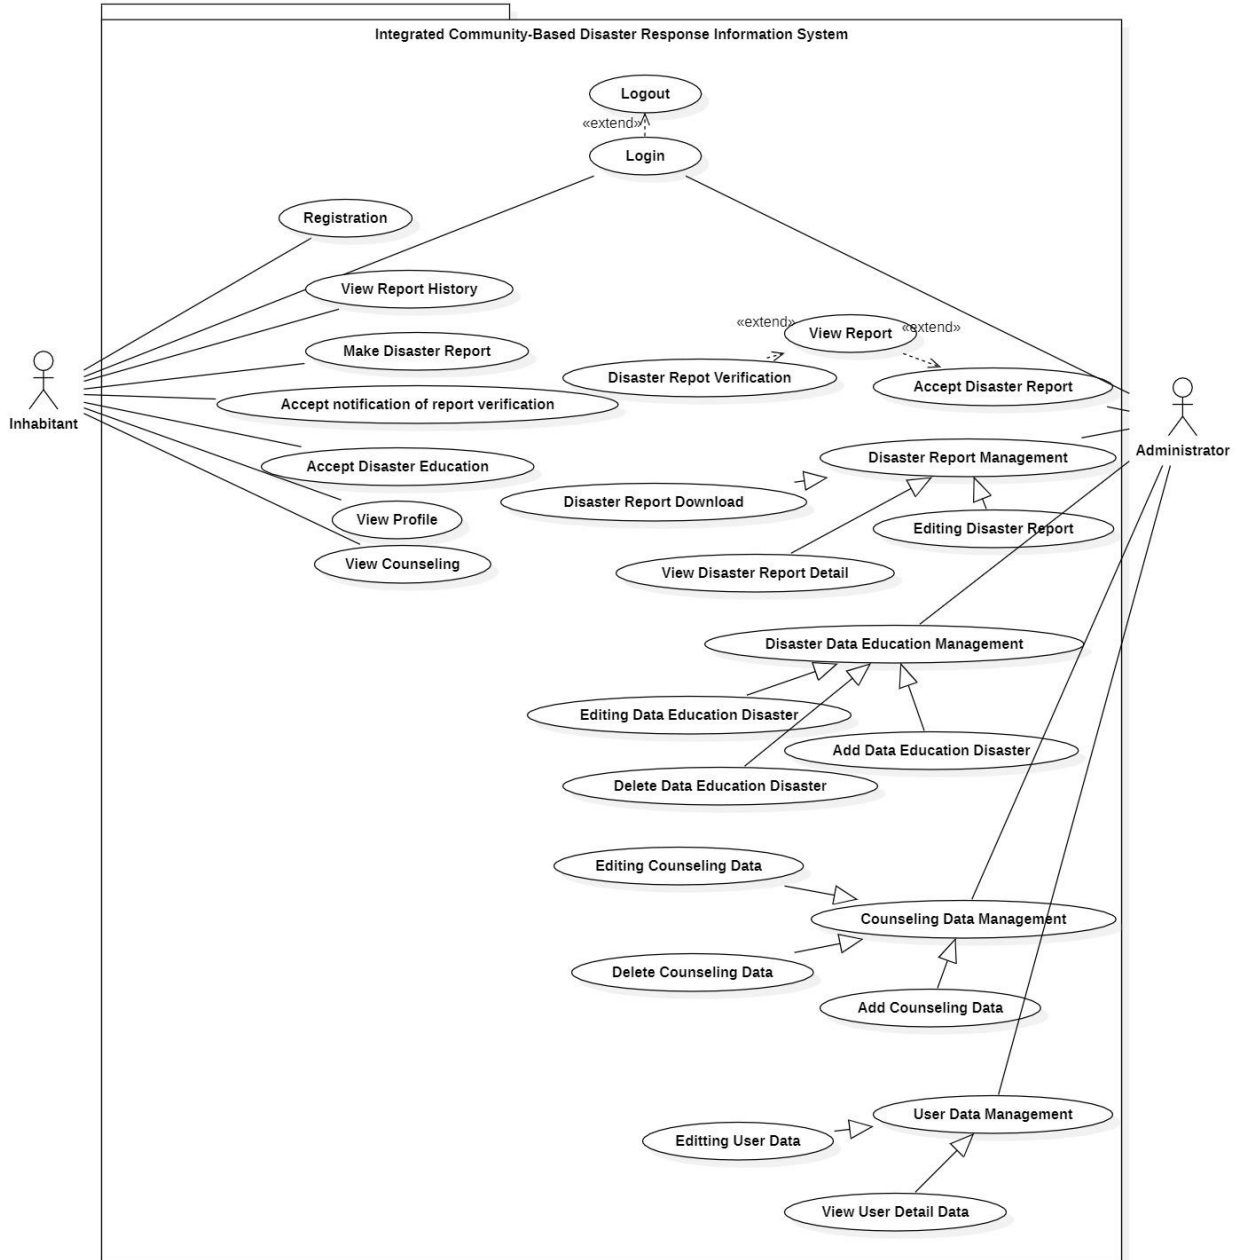 Integrated Community-Based Disaster Response Information System
Logout
«extend»
Login
Registration
View Report History
«extend»
View Report
«extend»
Make Disaster Report
Disaster Repot Verification
Accept Disaster Report
Accept notification of report verification
Inhabitant
Administrator
Disaster Report Management
Accept Disaster Education
Disaster Report Download
View Profile
Editing Disaster Report
View Counseling
View Disaster Report Detail
Disaster Data Education Management
Editing Data Education Disaster
Add Data Education Disaster
Delete Data Education Disaster
Editing Counseling Data
Counseling Data Management
Delete Counseling Data
Add Counseling Data
User Data Management
Editting User Data
View User Detail Data